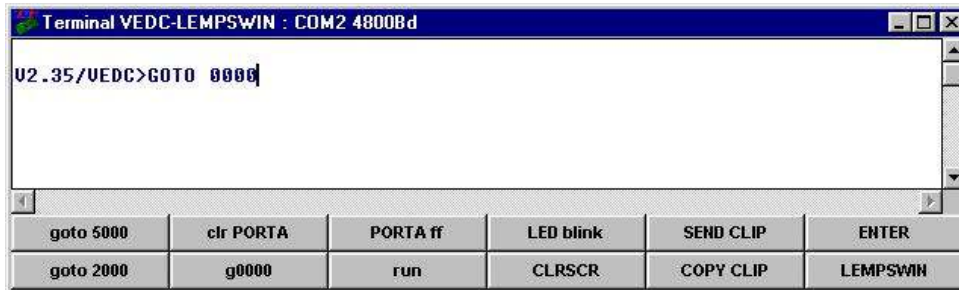 Terminal VEDC-LEMPSWIN : COM2 4800Bd
V2.35/VEDC>GOTO 0000
goto 5000 clr PORTA PORTA ff LED blink SEND CLIP ENTER
goto 2000 g0000 run CLRSCR COPY CLIP LEMPSWIN